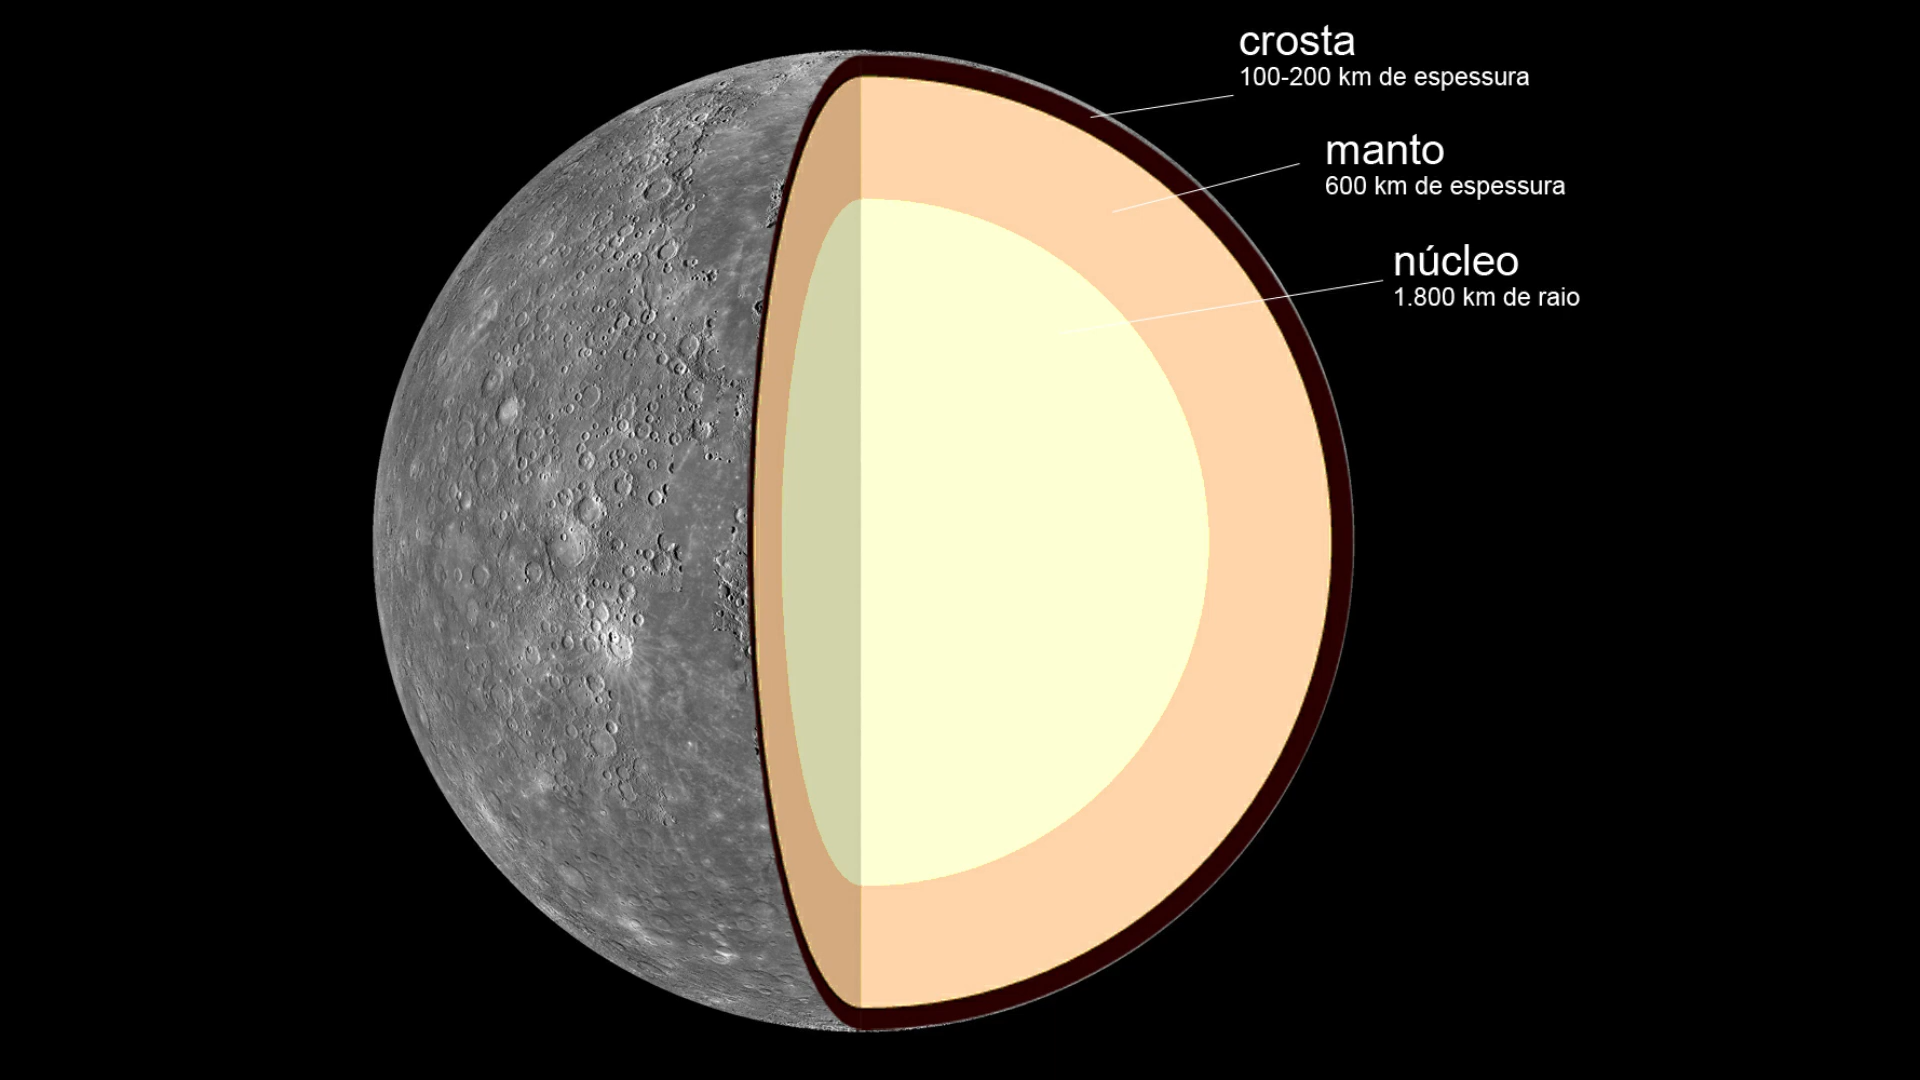 crosta
100-200 km de espessura
manto
600 km de espessura
núcleo
1.800 km de raio